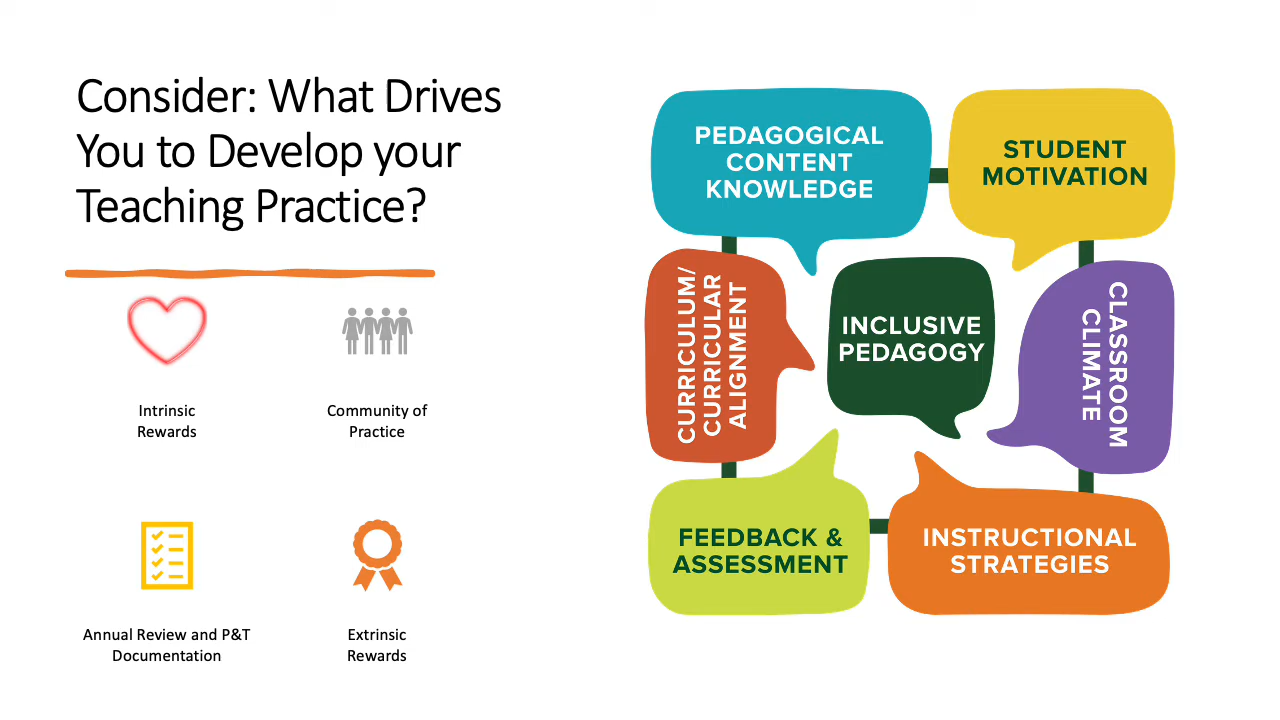 Consider: What Drives
You to Develop your
Teaching Practice?
Intrinsic
Rewards
Community of
Practice
Annual Review and P&T
Documentation
Extrinsic
Rewards
PEDAGOGICAL
CONTENT
KNOWLEDGE
STUDENT
MOTIVATION
CURRICULUM/
CURRICULAR
ALIGNMENT
INCLUSIVE
PEDAGOGY
CLASSROOM
CLIMATE
FEEDBACK &
ASSESSMENT
INSTRUCTIONAL
STRATEGIES